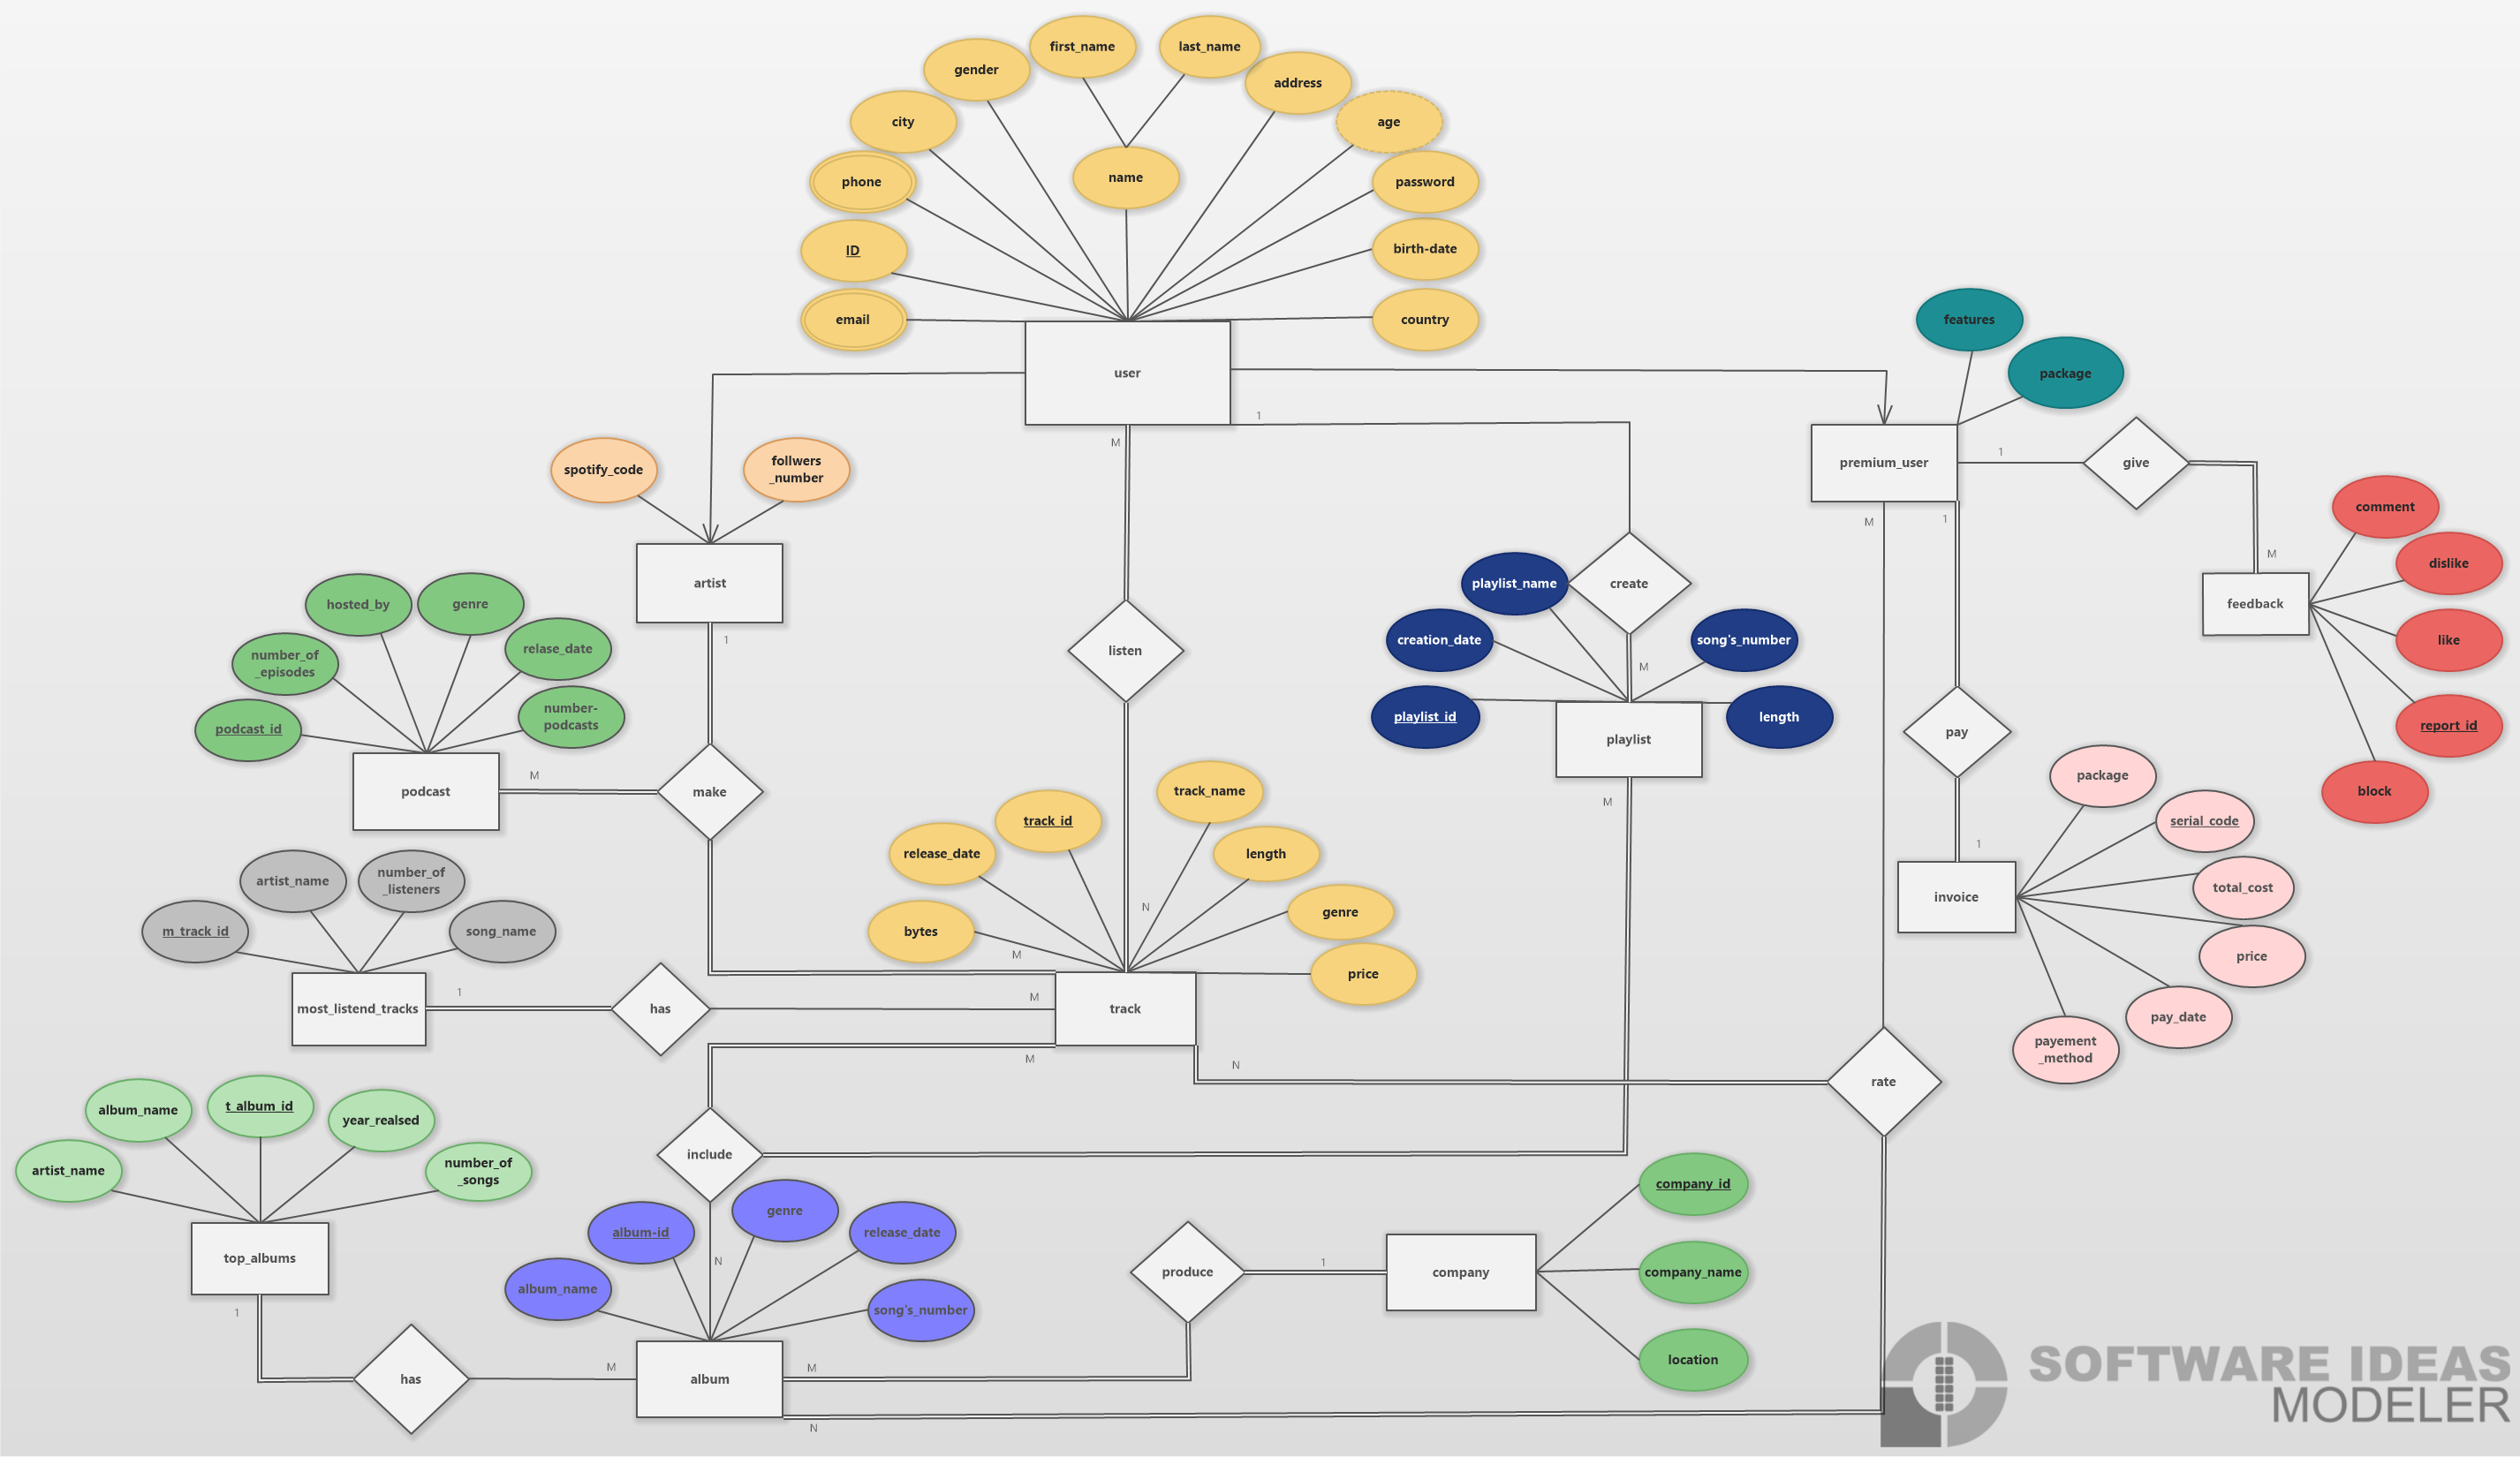 first_name
last_name
gender
address
city
age
phone
name
password
ID
birth-date
email
country
features
user
package
1
M
spotify_code
follwers
_number
premium_user
1
give
M
1
comment
M
dislike
artist
playlist_name
create
feedback
hosted_by
genre
1
creation_date
M
song's_number
like
relase_date
listen
number_of
_episodes
podcast_id
number-
podcasts
playlist_id
length
report_id
playlist
pay
M
podcast
make
package
block
track_name
M
track_id
serial_code
release_date
length
1
artist_name
number_of
_listeners
total_cost
m_track_id
song_name
bytes
N
genre
invoice
M
price
price
1
has
M
most_listend_tracks
track
pay_date
payement
_method
M
N
rate
album_name
t_album_id
year_realsed
artist_name
number_of
_songs
include
company_id
album-id
genre
release_date
top_albums
N
album_name
produce
1
company
company_name
song's_number
1
has
M
album
M
location
N
SOFTWARE IDEAS
MODELER